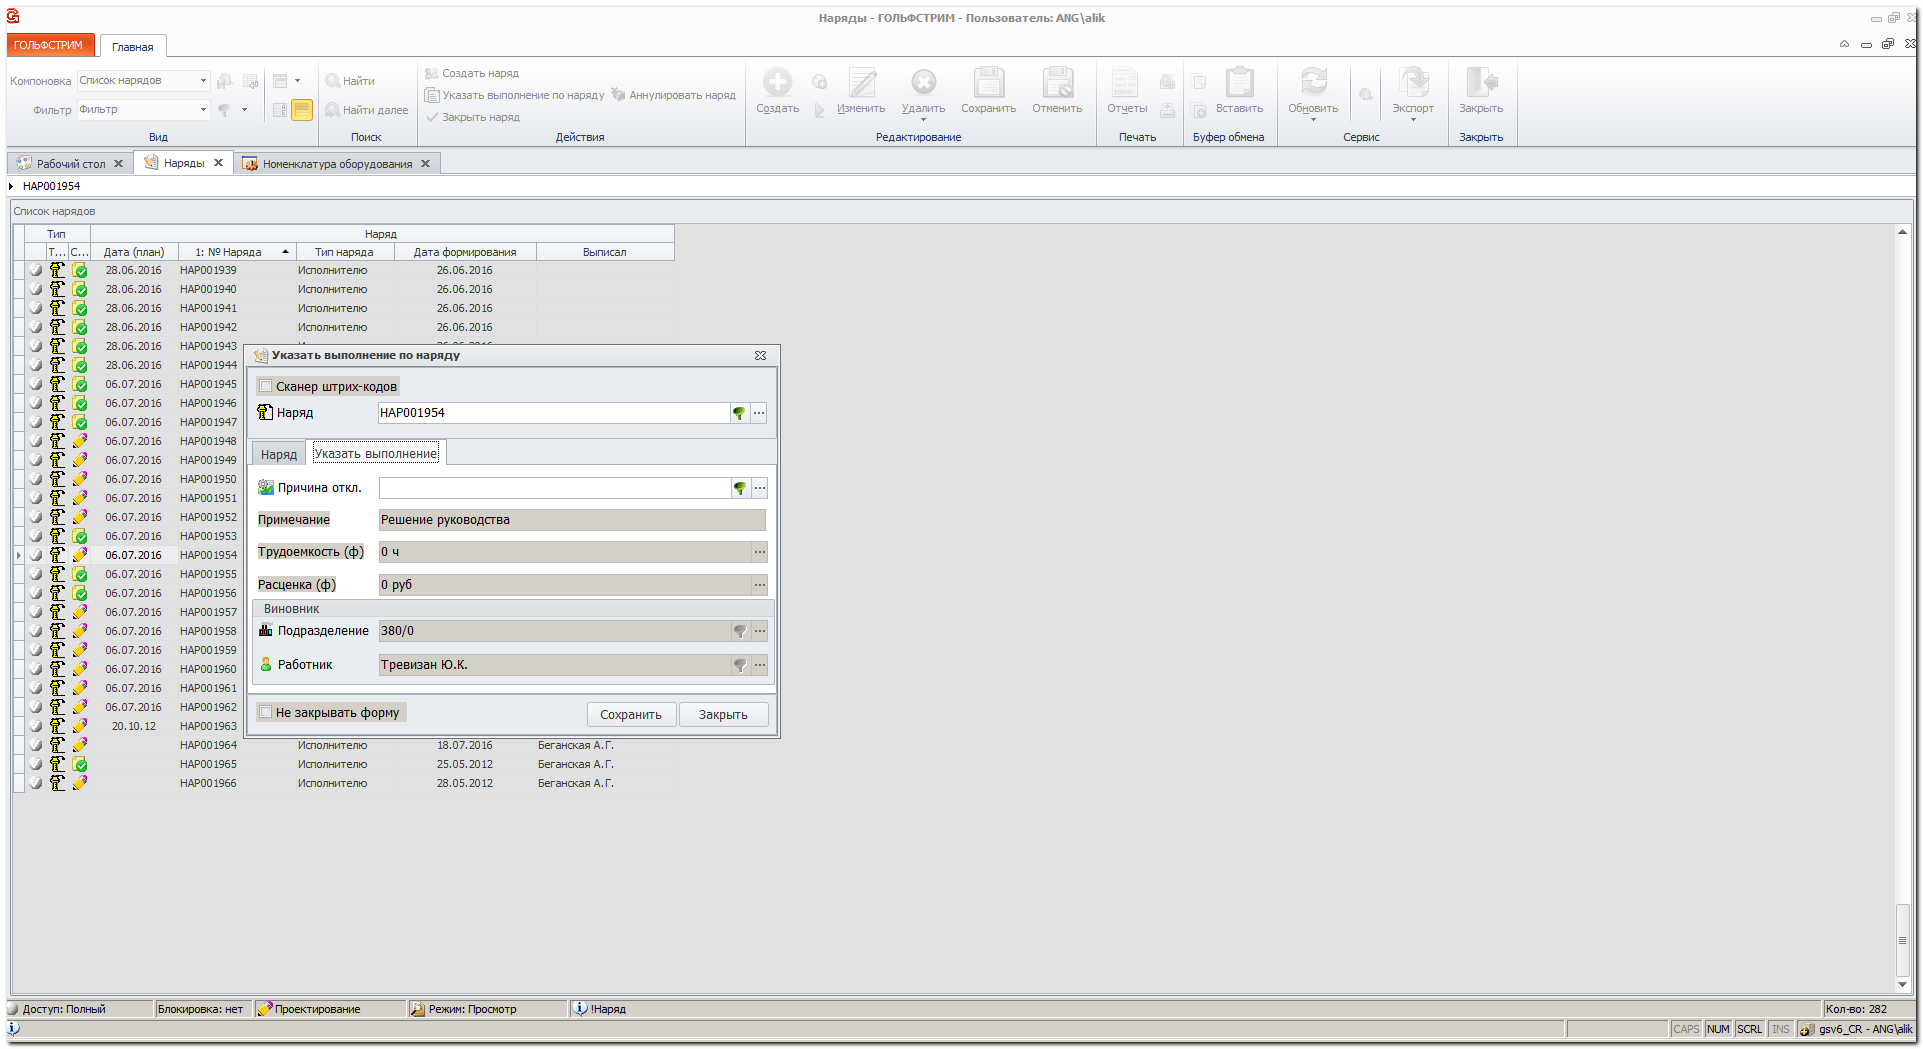 Наряды - ГОЛЬФСТРИМ - Пользователь: ANG\alik
ГОЛЬФСТРИМ Главная
Компоновка Список нарядов
Фильтр Фильтр
Вид
Найти
Найти далее
Поиск
Создать наряд
Указать выполнение по наряду Аннулировать наряд
Закрыть наряд
Действия
Создать Изменить Удалить Сохранить Отменить
Редактирование
Отчеты
Печать
Вставить
Буфер обмена
Обновить Экспорт
Сервис
Закрыть
Закрыть
Рабочий стол Наряды Номенклатура оборудования
НАР001954
Список нарядов
Тип Наряд
Т... С... Дата (план) 1: № Наряда Тип наряда Дата формирования Выписал
28.06.2016 НАР001939 Исполнителю 26.06.2016
28.06.2016 НАР001940 Исполнителю 26.06.2016
28.06.2016 НАР001941 Исполнителю 26.06.2016
28.06.2016 НАР001942 Исполнителю 26.06.2016
28.06.2016 НАР001943
28.06.2016 НАР001944
06.07.2016 НАР001945
06.07.2016 НАР001946
06.07.2016 НАР001947
06.07.2016 НАР001948
06.07.2016 НАР001949
06.07.2016 НАР001950
06.07.2016 НАР001951
06.07.2016 НАР001952
06.07.2016 НАР001953
06.07.2016 НАР001954
06.07.2016 НАР001955
06.07.2016 НАР001956
06.07.2016 НАР001957
06.07.2016 НАР001958
06.07.2016 НАР001959
06.07.2016 НАР001960
06.07.2016 НАР001961
06.07.2016 НАР001962
20.10.12 НАР001963
НАР001964 Исполнителю 18.07.2016 Беганская А.Г.
НАР001965 Исполнителю 25.05.2012 Беганская А.Г.
НАР001966 Исполнителю 28.05.2012 Беганская А.Г.
Указать выполнение по наряду
Сканер штрих-кодов
Наряд НАР001954
Наряд Указать выполнение
Причина откл.
Примечание Решение руководства
Трудоемкость (ф) 0 ч
Расценка (ф) 0 руб
Виновник
Подразделение 380/0
Работник Тревизан Ю.К.
Не закрывать форму Сохранить Закрыть
Доступ: Полный Блокировка: нет Проектирование Режим: Просмотр !Наряд Кол-во: 282
CAPS NUM SCRL INS gsv6_CR - ANG\alik